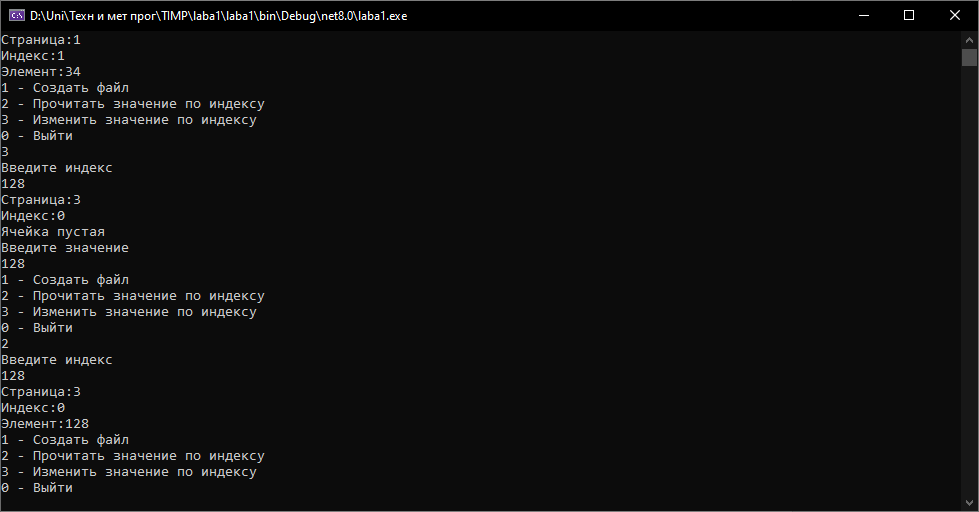 D:\Uni\Техн и мет прог\TIMP\laba1\laba1\bin\Debug\net8.0\laba1.exe
Страница:1
Индекс:1
Элемент:34
1 - Создать файл
2 - Прочитать значение по индексу
3 - Изменить значение по индексу
0 - Выйти
3
Введите индекс
128
Страница:3
Индекс:0
Ячейка пустая
Введите значение
128
1 - Создать файл
2 - Прочитать значение по индексу
3 - Изменить значение по индексу
0 - Выйти
2
Введите индекс
128
Страница:3
Индекс:0
Элемент:128
1 - Создать файл
2 - Прочитать значение по индексу
3 - Изменить значение по индексу
0 - Выйти